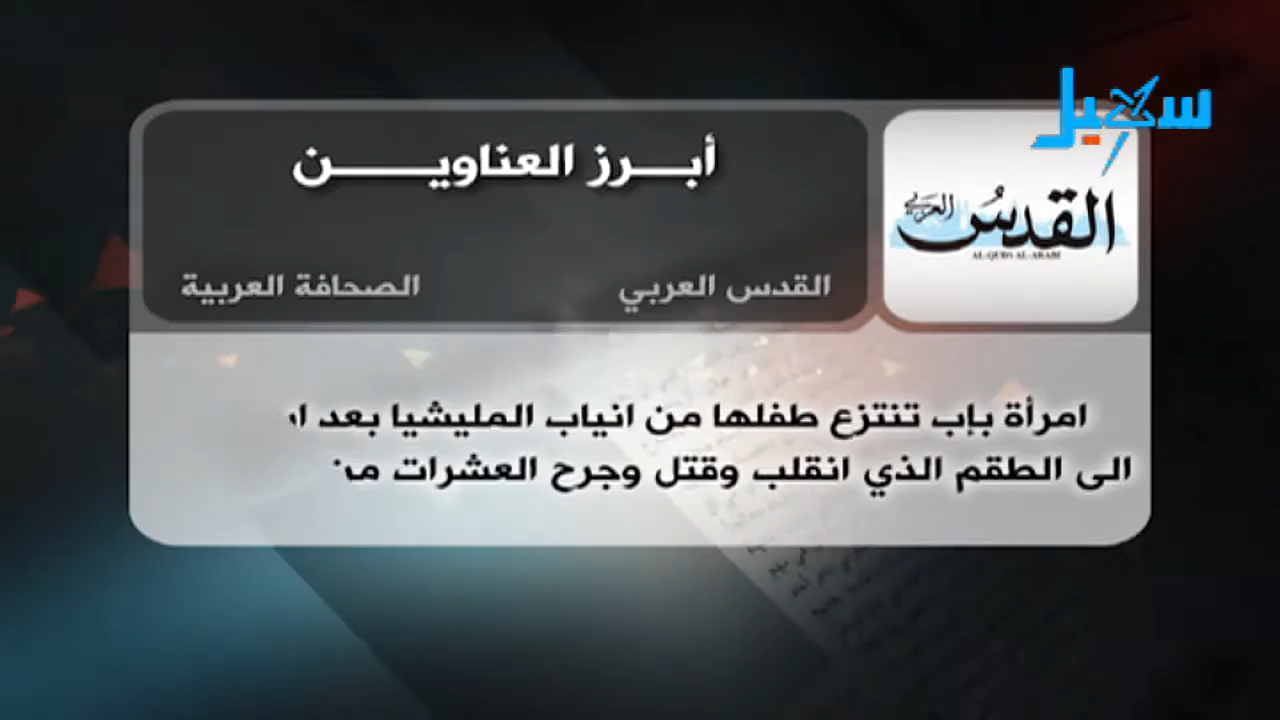 سهيل
أبـــرز العناويـــــــن
القدس العربي
AL-QUDS AL-ARABI
القدس العربي
الصحافة العربية
امرأة بإب تنتزع طفلها من انياب المليشيا بعد
الى الطقم الذي انقلب وقتل وجرح العشرات